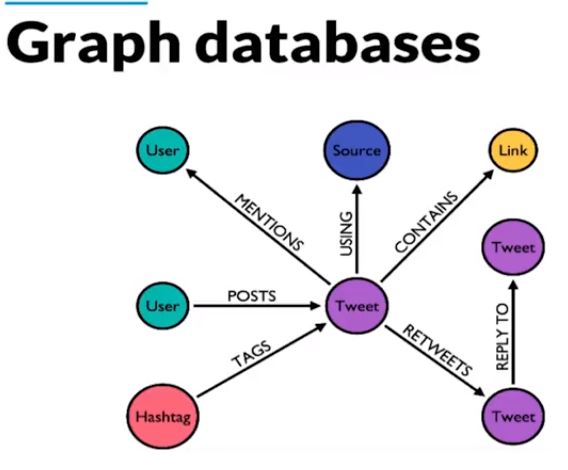 Graph databases
User
Source
Link
MENTIONS
USING
CONTAINS
Tweet
User
POSTS
Tweet
TAGS
RETWEETS
REPLY TO
Hashtag
Tweet